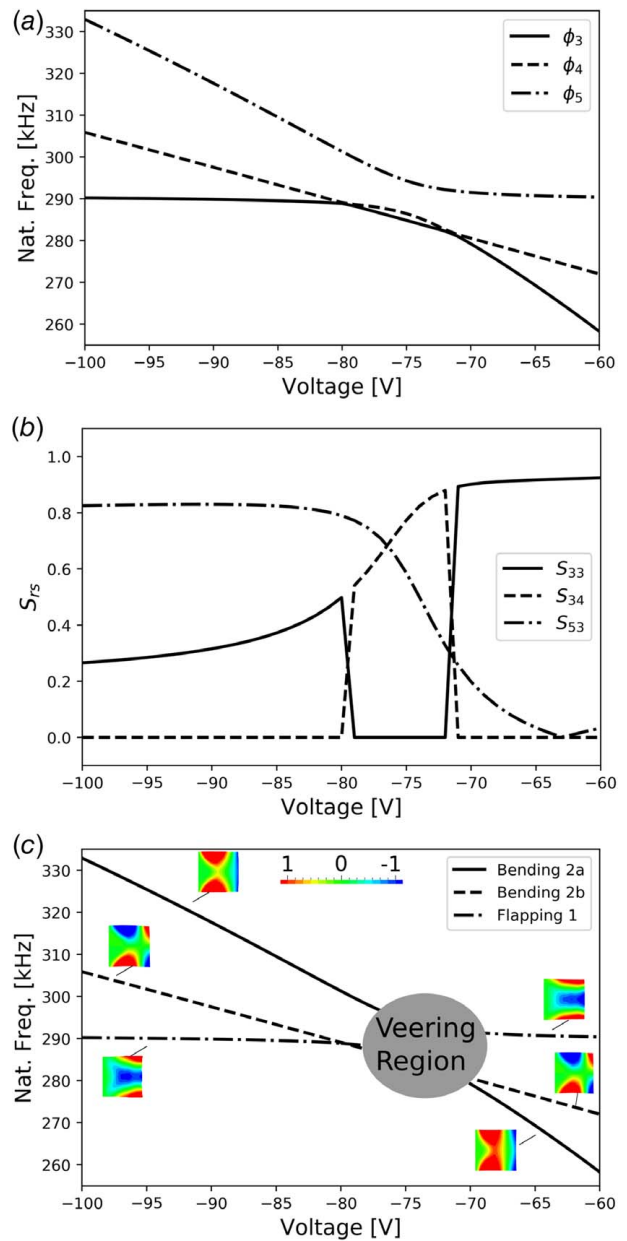 (a)
330
320
310
300
290
280
270
260
Nat. Freq. [kHz]
ϕ3
ϕ4
ϕ5
−100 −95 −90 −85 −80 −75 −70 −65 −60
Voltage [V]
(b)
1.0
0.8
0.6
0.4
0.2
0.0
Srs
S33
S34
S53
−100 −95 −90 −85 −80 −75 −70 −65 −60
Voltage [V]
(c)
330
320
310
300
290
280
270
260
Nat. Freq. [kHz]
1 0 -1
Bending 2a
Bending 2b
Flapping 1
Veering
Region
−100 −95 −90 −85 −80 −75 −70 −65 −60
Voltage [V]